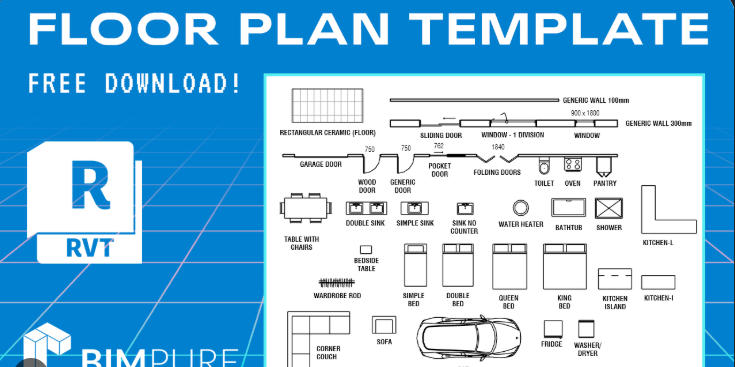 FLOOR PLAN TEMPLATE
FREE DOWNLOAD!
R
RVT
BIMPURE
GENERIC WALL 100mm
900 x 1800
GENERIC WALL 300mm
RECTANGULAR CERAMIC (FLOOR)
SLIDING DOOR
WINDOW - 1 DIVISION
WINDOW
750
750
762
1840
GARAGE DOOR
WOOD
DOOR
GENERIC
DOOR
POCKET
DOOR
FOLDING DOORS
TOILET
OVEN
PANTRY
TABLE WITH
CHAIRS
DOUBLE SINK
SIMPLE SINK
SINK NO
COUNTER
WATER HEATER
BATHTUB
SHOWER
KITCHEN-L
BEDSIDE
TABLE
WARDROBE ROD
SIMPLE
BED
DOUBLE
BED
QUEEN
BED
KING
BED
KITCHEN
ISLAND
KITCHEN-I
CORNER
COUCH
SOFA
FRIDGE
WASHER/
DRYER